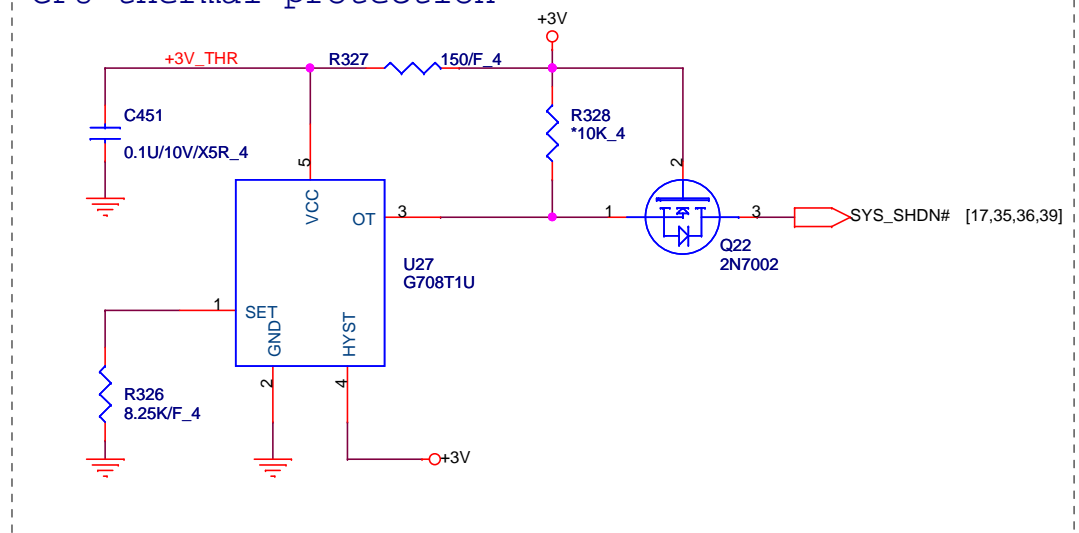 thermal protection
+3V
+3V_THR
R327
150/F_4
C451
0.1U/10V/X5R_4
R328
*10K_4
5
VCC
2
OT
3
1
3
SYS_SHDN# [17,35,36,39]
U27
G708T1U
Q22
2N7002
1
SET
GND
HYST
2
4
R326
8.25K/F_4
+3V